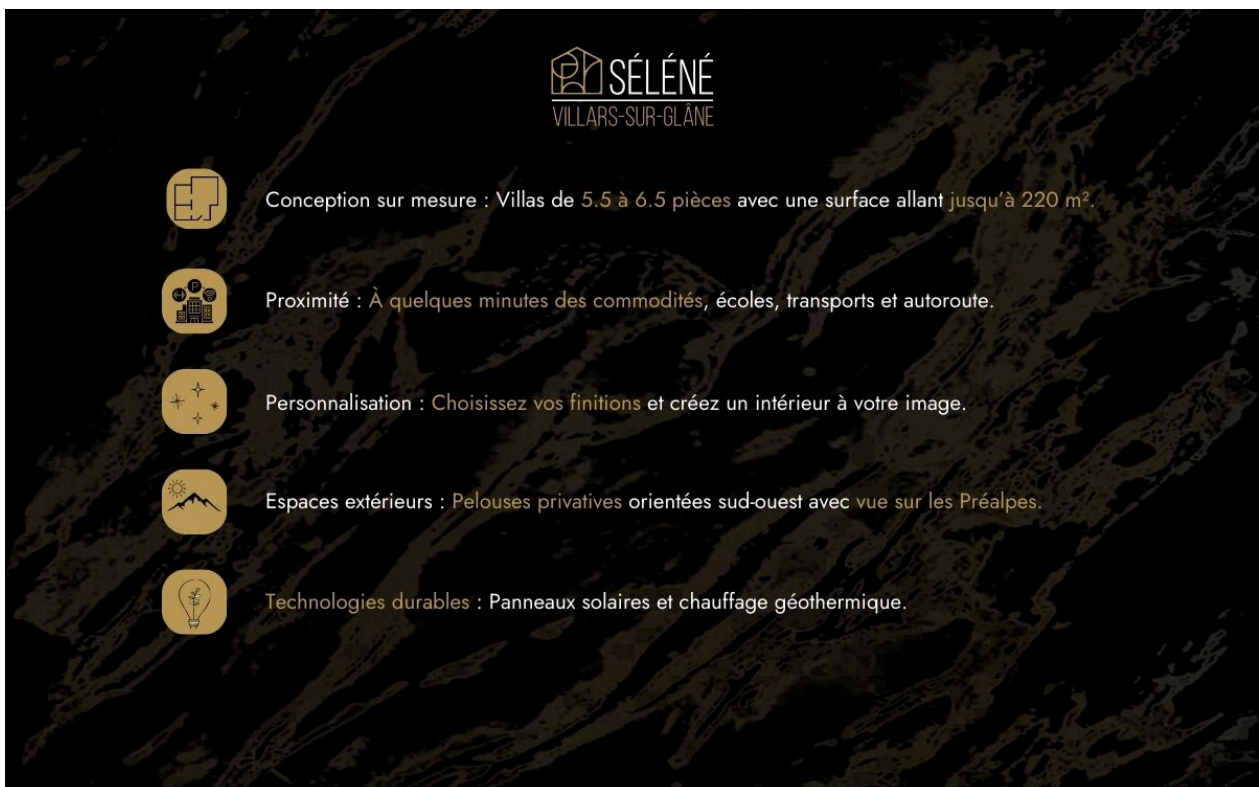 SÉLÉNÉ
VILLARS-SUR-GLÂNE
Conception sur mesure : Villas de 5.5 à 6.5 pièces avec une surface allant jusqu'à 220 m².
P
Proximité : À quelques minutes des commodités, écoles, transports et autoroute.
Personnalisation : Choisissez vos finitions et créez un intérieur à votre image.
Espaces extérieurs : Pelouses privatives orientées sud-ouest avec vue sur les Préalpes.
Technologies durables : Panneaux solaires et chauffage géothermique.